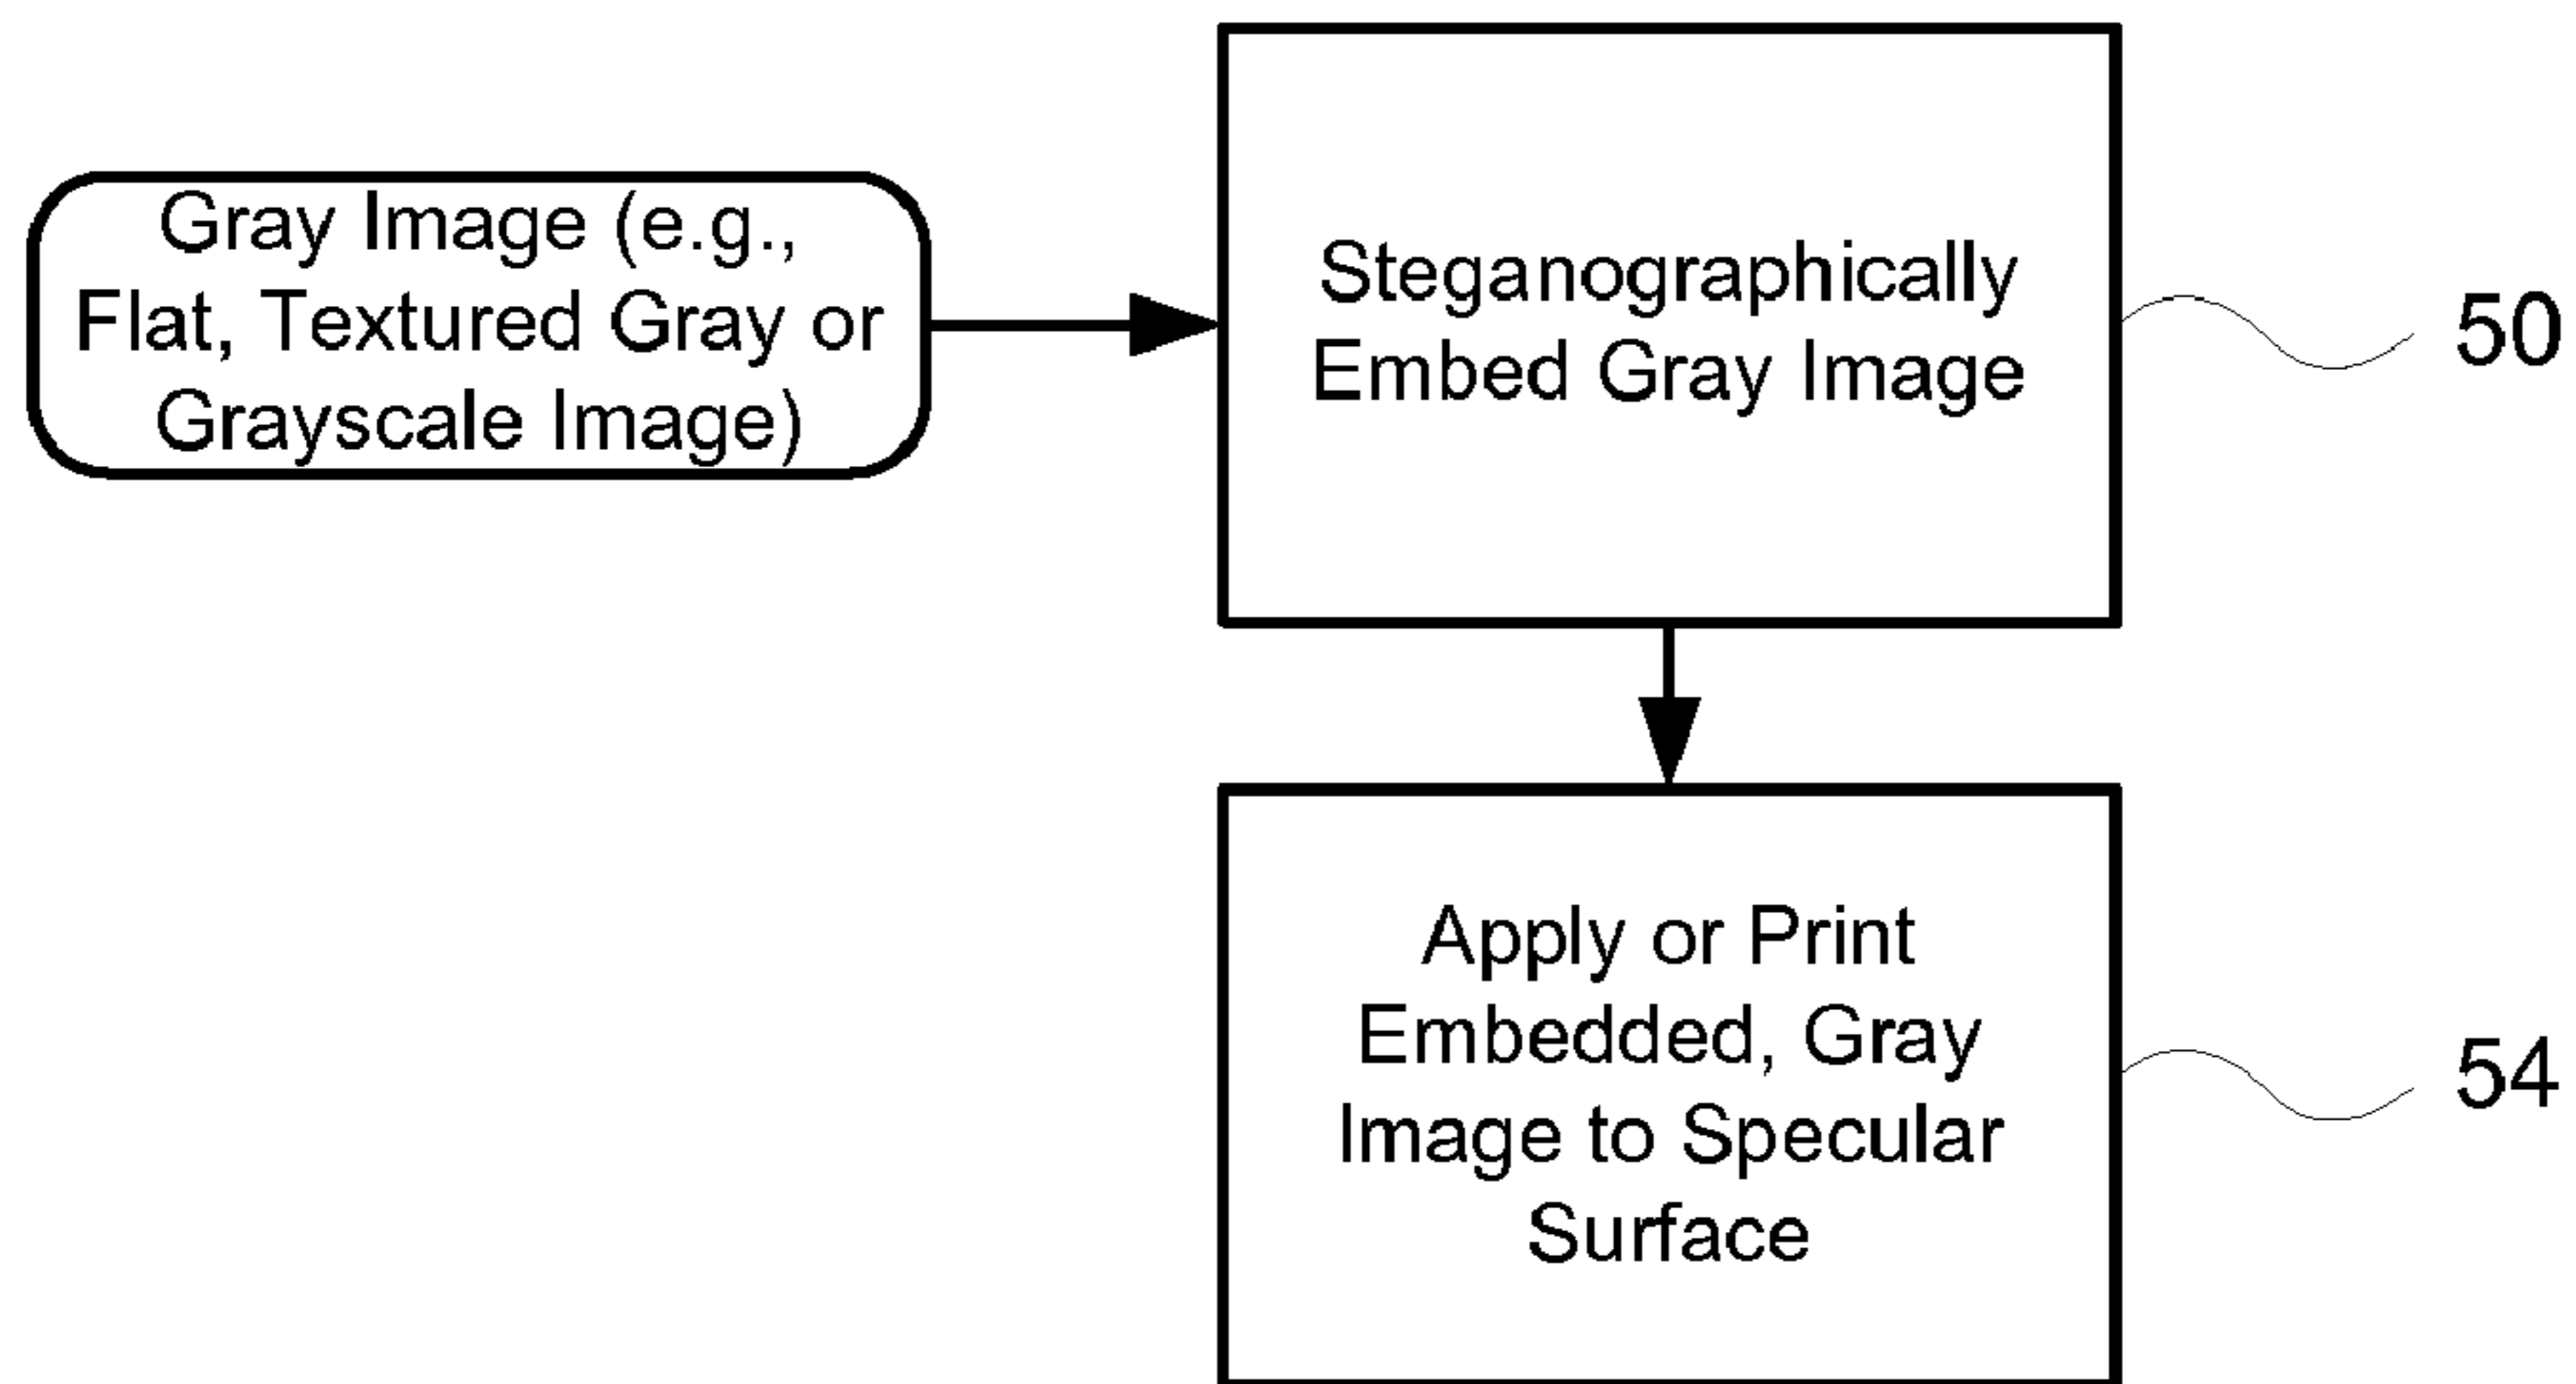 Gray Image (e.g.,
Flat, Textured Gray or
Grayscale Image)
Steganographically
Embed Gray Image
50
Apply or Print
Embedded, Gray
Image to Specular
Surface
54